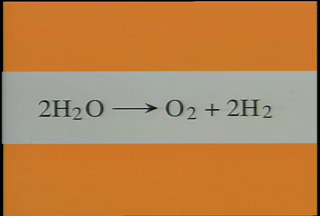 2H₂O ⟶ O₂ + 2H₂